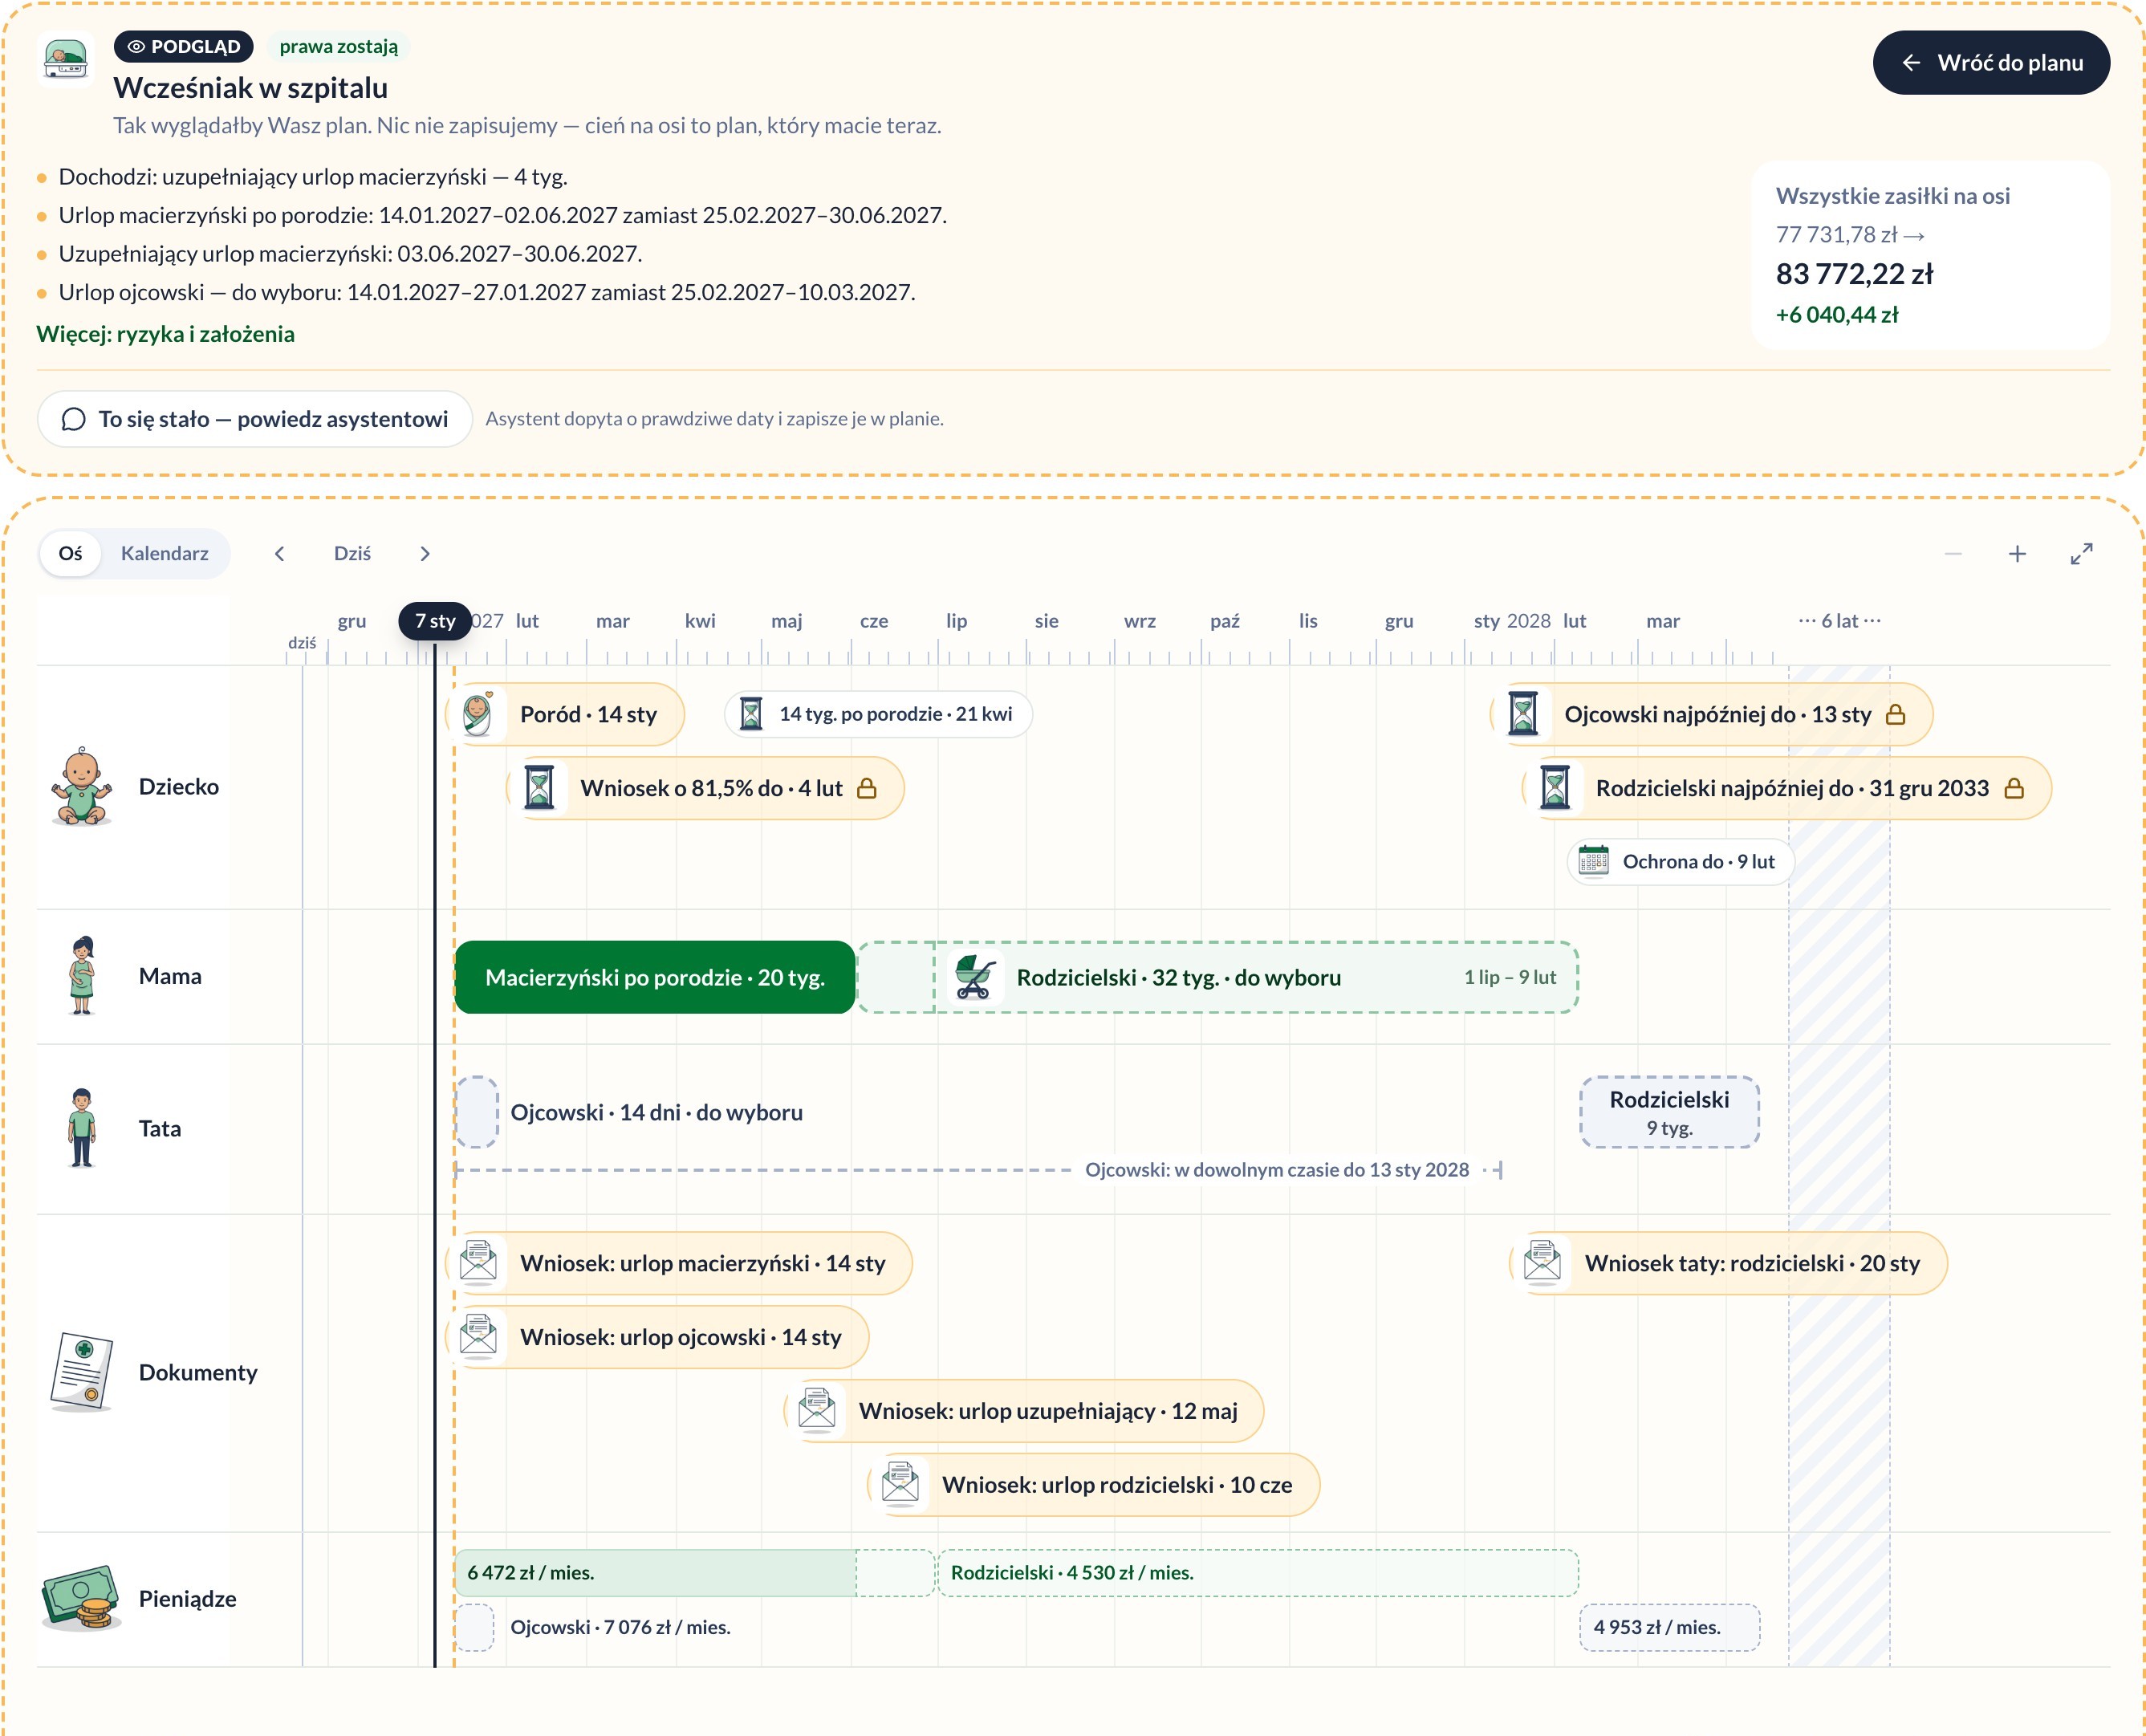 PODGLĄD
prawa zostają
Wcześniak w szpitalu
Tak wyglądałby Wasz plan. Nic nie zapisujemy — cień na osi to plan, który macie teraz.
Wróć do planu
Dochodzi: uzupełniający urlop macierzyński — 4 tyg.
Urlop macierzyński po porodzie: 14.01.2027–02.06.2027 zamiast 25.02.2027–30.06.2027.
Uzupełniający urlop macierzyński: 03.06.2027–30.06.2027.
Urlop ojcowski — do wyboru: 14.01.2027–27.01.2027 zamiast 25.02.2027–10.03.2027.
Więcej: ryzyka i założenia
Wszystkie zasiłki na osi
77 731,78 zł →
83 772,22 zł
+6 040,44 zł
To się stało — powiedz asystentowi
Asystent dopyta o prawdziwe daty i zapisze je w planie.
Oś
Kalendarz
Dziś
gru 7 sty 027 lut mar kwi maj cze lip sie wrz paź lis gru sty 2028 lut mar ··· 6 lat ···
dziś
Dziecko
Poród · 14 sty
14 tyg. po porodzie · 21 kwi
Ojcowski najpóźniej do · 13 sty
Wniosek o 81,5% do · 4 lut
Rodzicielski najpóźniej do · 31 gru 2033
Ochrona do · 9 lut
Mama
Macierzyński po porodzie · 20 tyg.
Rodzicielski · 32 tyg. · do wyboru
1 lip – 9 lut
Tata
Ojcowski · 14 dni · do wyboru
Rodzicielski
9 tyg.
Ojcowski: w dowolnym czasie do 13 sty 2028
Dokumenty
Wniosek: urlop macierzyński · 14 sty
Wniosek taty: rodzicielski · 20 sty
Wniosek: urlop ojcowski · 14 sty
Wniosek: urlop uzupełniający · 12 maj
Wniosek: urlop rodzicielski · 10 cze
Pieniądze
6 472 zł / mies.
Rodzicielski · 4 530 zł / mies.
Ojcowski · 7 076 zł / mies.
4 953 zł / mies.